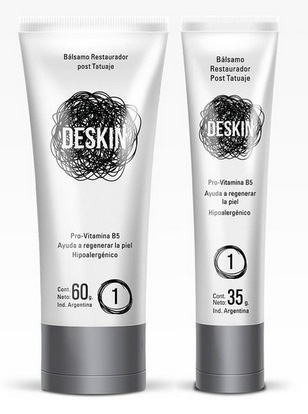 Bálsamo Restaurador
post Tatuaje
DESKIN
Pro-Vitamina B5
Ayuda a regenerar la piel
Hipoalergénico
Cont.
Neto: 60 g.
Ind. Argentina
1
Bálsamo
Restaurador
Post Tatuaje
DESKIN
Pro-Vitamina B5
Ayuda a regenerar
la piel
Hipoalergénico
1
Cont.
Neto: 35 g.
Ind. Argentina